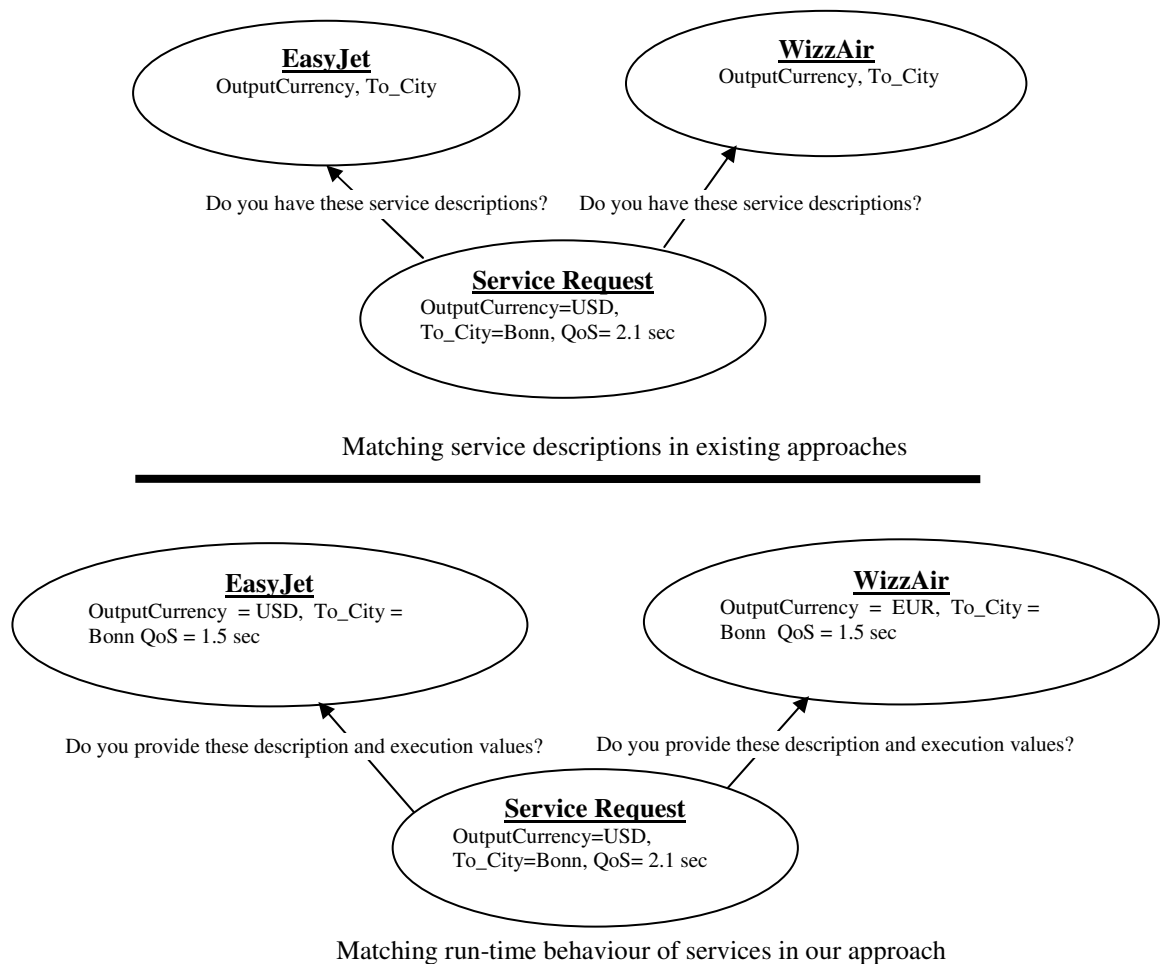 EasyJet
OutputCurrency, To_City
WizzAir
OutputCurrency, To_City
Do you have these service descriptions?
Do you have these service descriptions?
Service Request
OutputCurrency=USD,
To_City=Bonn, QoS= 2.1 sec
Matching service descriptions in existing approaches
EasyJet
OutputCurrency = USD, To_City =
Bonn QoS = 1.5 sec
WizzAir
OutputCurrency = EUR, To_City =
Bonn QoS = 1.5 sec
Do you provide these description and execution values?
Do you provide these description and execution values?
Service Request
OutputCurrency=USD,
To_City=Bonn, QoS= 2.1 sec
Matching run-time behaviour of services in our approach